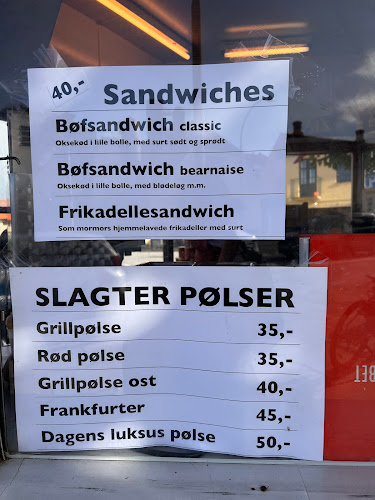 40,- Sandwiches
Bøfsandwich classic
Oksekød i lille bolle, med surt sødt og sprødt
Bøfsandwich bearnaise
Oksekød i lille bolle, med blødeløg m.m.
Frikadellesandwich
Som mormors hjemmelavede frikadeller med surt
SLAGTER PØLSER
Grillpølse 35,-
Rød pølse 35,-
Grillpølse ost 40,-
Frankfurter 45,-
Dagens luksus pølse 50,-